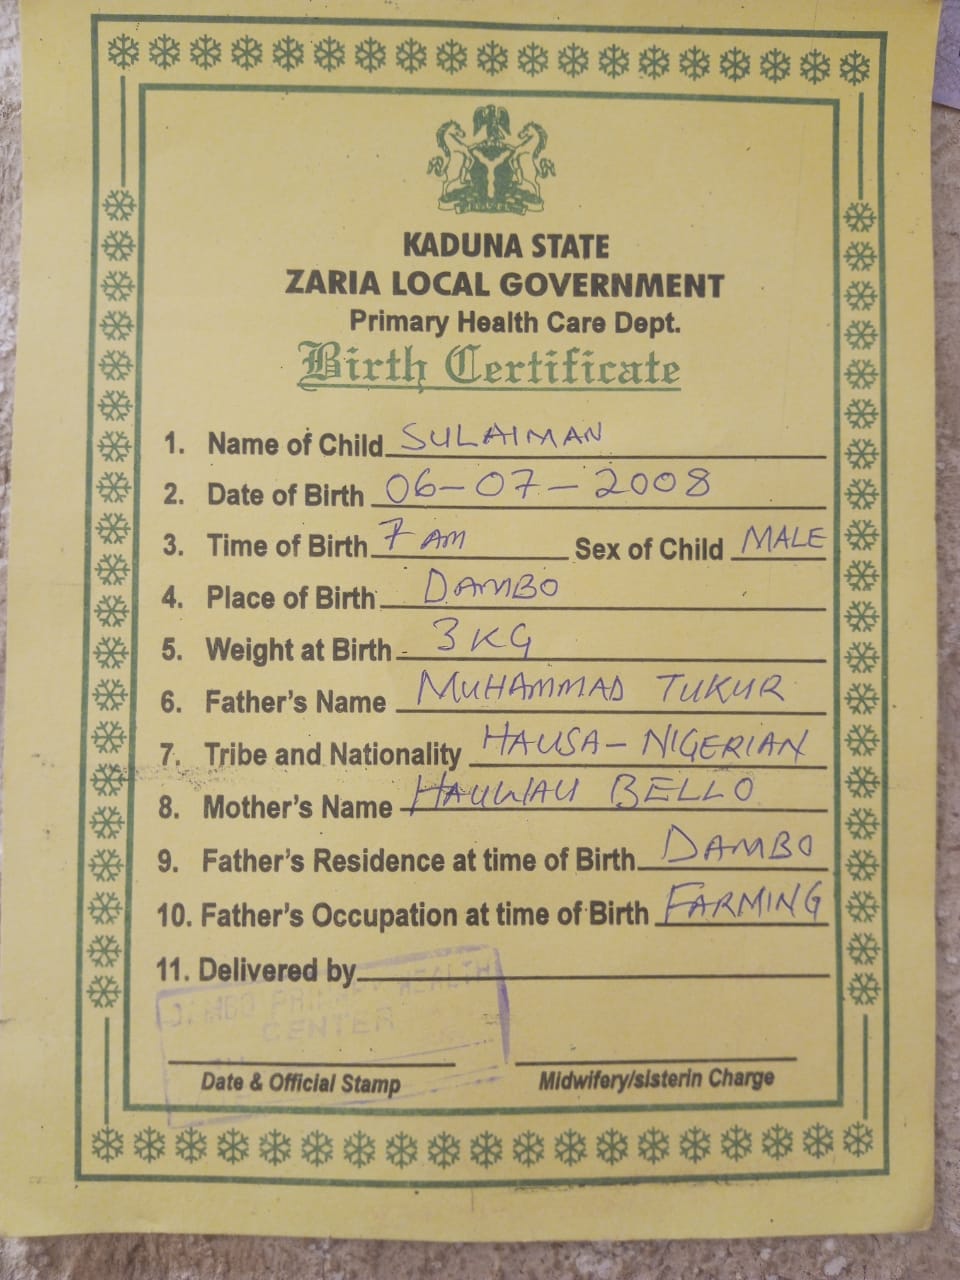 KADUNA STATE
ZARIA LOCAL GOVERNMENT
Primary Health Care Dept.
Birth Certificate
1. Name of Child SULAIMAN
2. Date of Birth 06-07-2008
3. Time of Birth 7 AM Sex of Child MALE
4. Place of Birth DAMBO
5. Weight at Birth 3KG
6. Father's Name MUHAMMAD TUKUR
7. Tribe and Nationality HAUSA-NIGERIAN
8. Mother's Name HAUWAU BELLO
9. Father's Residence at time of Birth DAMBO
10. Father's Occupation at time of Birth FARMING
11. Delivered by
HEALTH
CENTER
Date & Official Stamp Midwifery/sisterin Charge